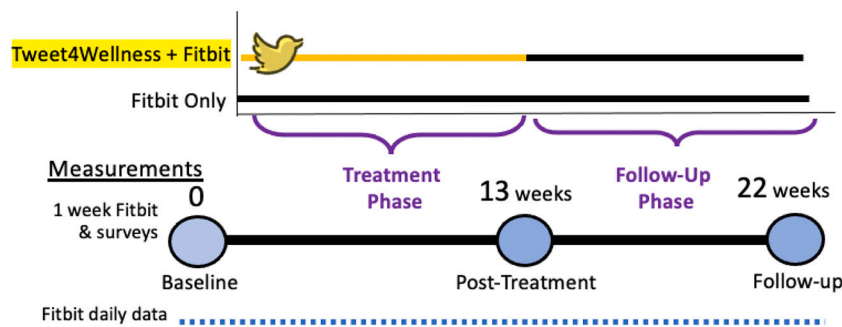 Tweet4Wellness + Fitbit
Fitbit Only
Treatment
Phase
Follow-Up
Phase
Measurements
0
13 weeks
22 weeks
1 week Fitbit
& surveys
Baseline
Post-Treatment
Follow-up
Fitbit daily data